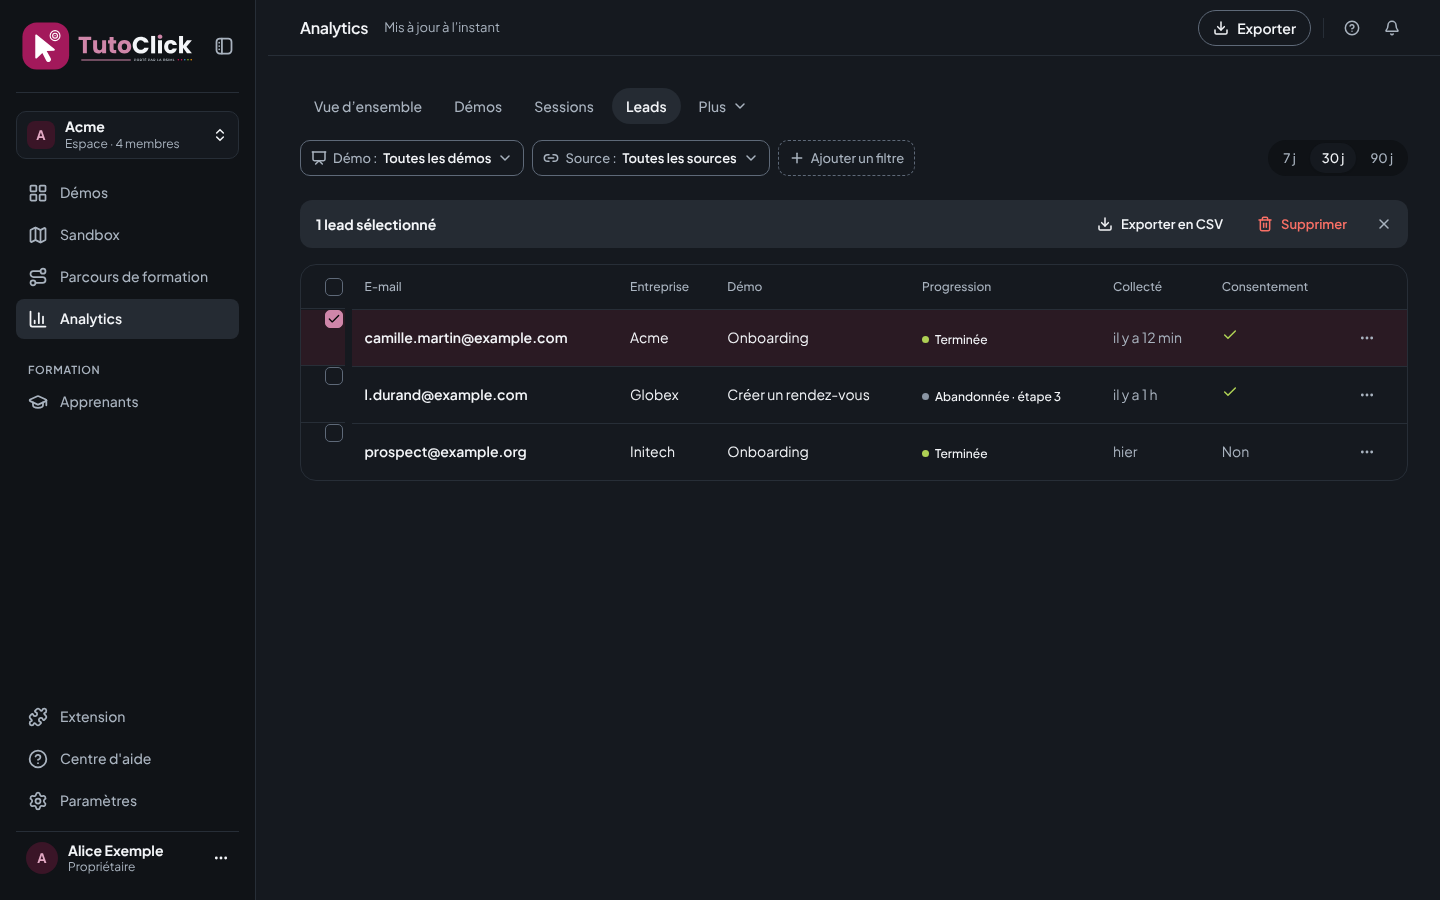 TutoClick
Analytics
Mis à jour à l'instant
Exporter
Acme
Espace · 4 membres
A
Démos
Sandbox
Parcours de formation
Analytics
FORMATION
Apprenants
Extension
Centre d'aide
Paramètres
A
Alice Exemple
Propriétaire
Vue d'ensemble
Démos
Sessions
Leads
Plus
Démo : Toutes les démos
Source : Toutes les sources
Ajouter un filtre
7 j
30 j
90 j
1 lead sélectionné
Exporter en CSV
Supprimer
E-mail Entreprise Démo Progression Collecté Consentement
camille.martin@example.com Acme Onboarding Terminée il y a 12 min
l.durand@example.com Globex Créer un rendez-vous Abandonnée · étape 3 il y a 1 h
prospect@example.org Initech Onboarding Terminée hier Non